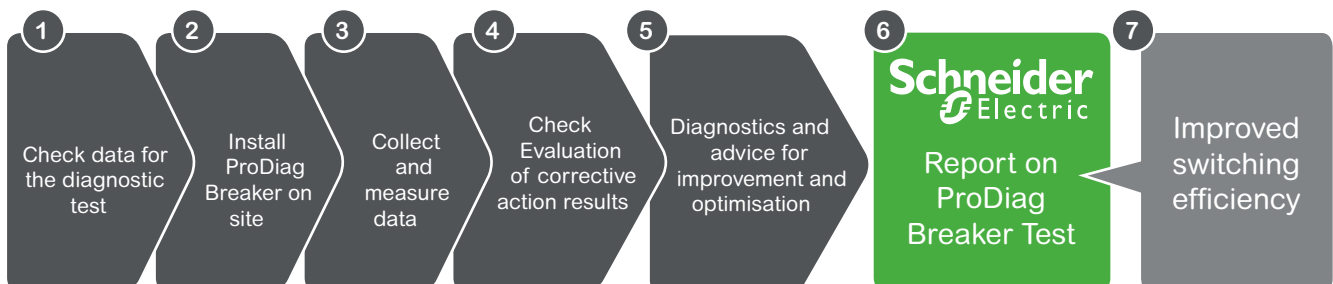 1
Check data for
the diagnostic
test
2
Install
ProDiag
Breaker on
site
3
Collect
and
measure
data
4
Check
Evaluation
of corrective
action results
5
Diagnostics and
advice for
improvement and
optimisation
6
Schneider
Electric
Report on
ProDiag
Breaker Test
7
Improved
switching
efficiency